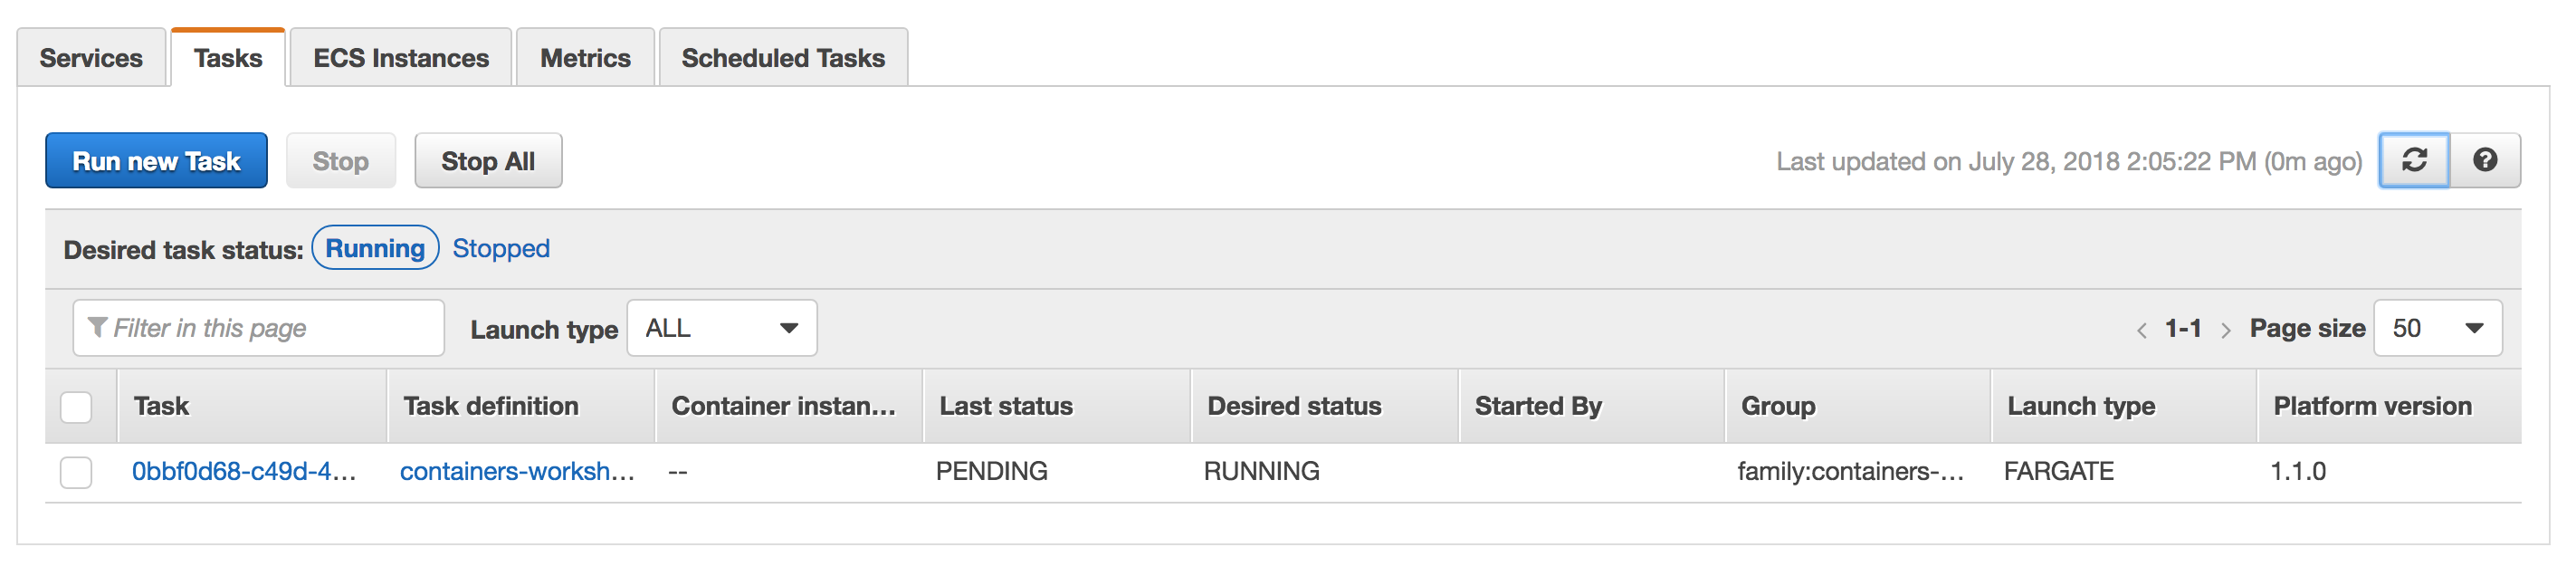 Services Tasks ECS Instances Metrics Scheduled Tasks
Run new Task Stop Stop All Last updated on July 28, 2018 2:05:22 PM (0m ago)
Desired task status: Running Stopped
Filter in this page Launch type ALL < 1-1 > Page size 50
Task Task definition Container instan... Last status Desired status Started By Group Launch type Platform version
0bbf0d68-c49d-4... containers-worksh... -- PENDING RUNNING family:containers-... FARGATE 1.1.0